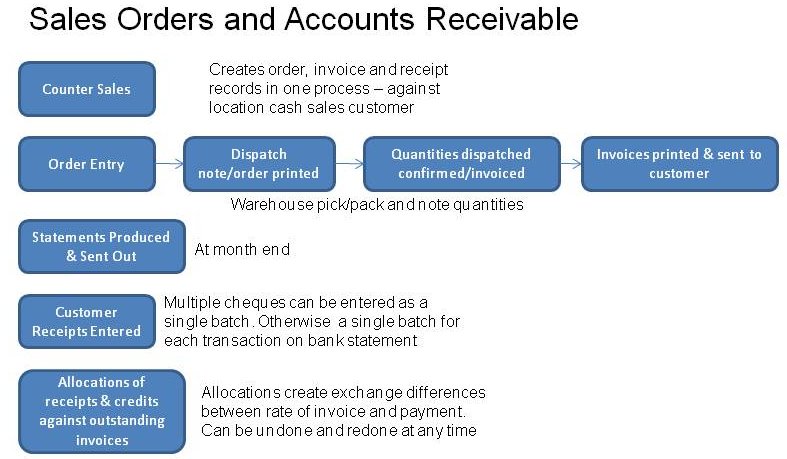 Sales Orders and Accounts Receivable
Counter Sales
Creates order, invoice and receipt
records in one process – against
location cash sales customer
Order Entry
Dispatch
note/order printed
Quantities dispatched
confirmed/invoiced
Invoices printed & sent to
customer
Warehouse pick/pack and note quantities
Statements Produced
& Sent Out
At month end
Customer
Receipts Entered
Multiple cheques can be entered as a
single batch. Otherwise a single batch for
each transaction on bank statement
Allocations of
receipts & credits
against outstanding
invoices
Allocations create exchange differences
between rate of invoice and payment.
Can be undone and redone at any time